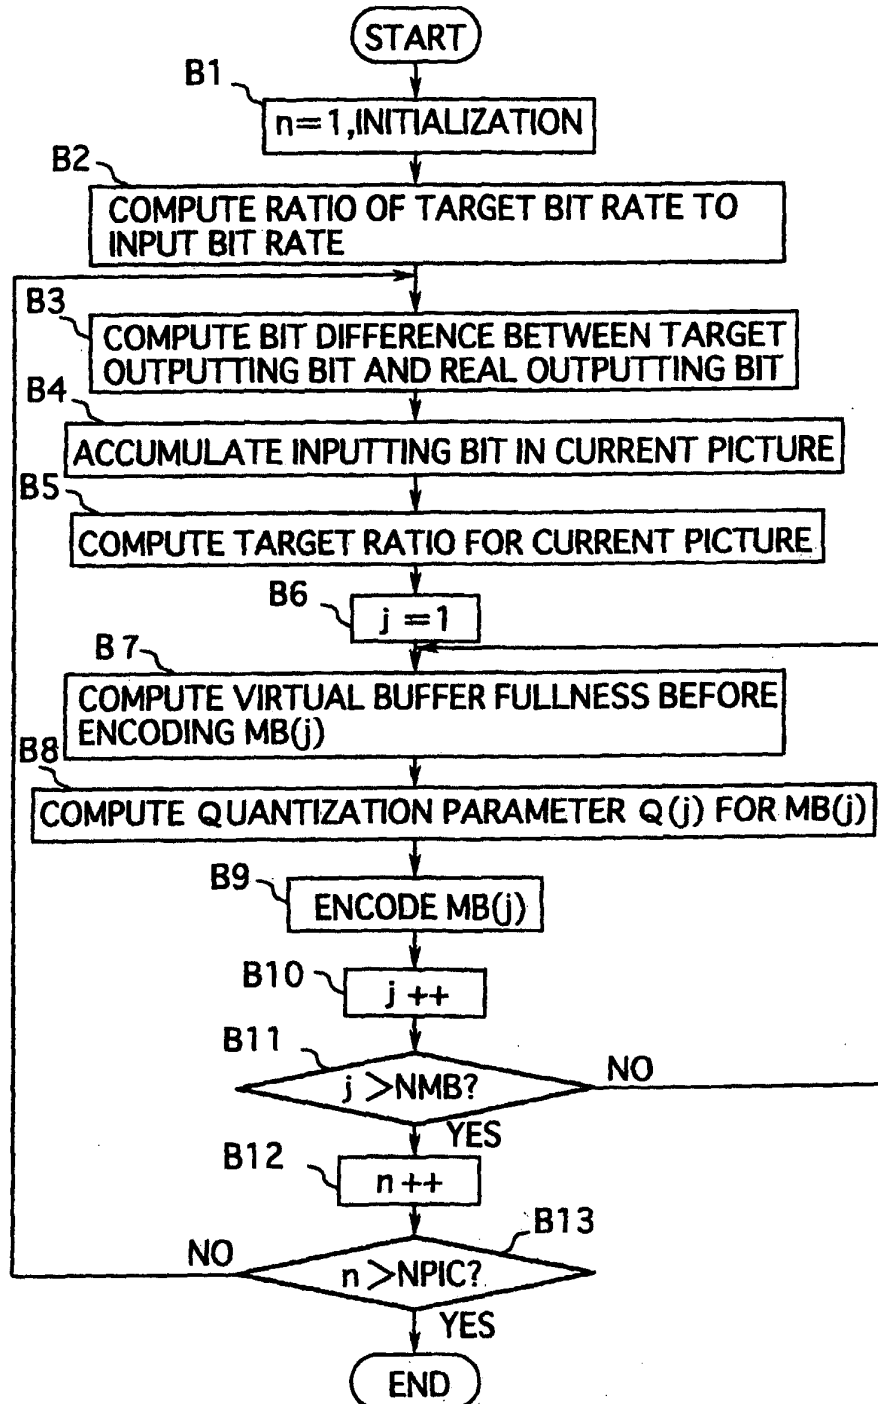 START
B1
n=1,INITIALIZATION
B2
COMPUTE RATIO OF TARGET BIT RATE TO
INPUT BIT RATE
B3
COMPUTE BIT DIFFERENCE BETWEEN TARGET
OUTPUTTING BIT AND REAL OUTPUTTING BIT
B4
ACCUMULATE INPUTTING BIT IN CURRENT PICTURE
B5
COMPUTE TARGET RATIO FOR CURRENT PICTURE
B6
j =1
B7
COMPUTE VIRTUAL BUFFER FULLNESS BEFORE
ENCODING MB(j)
B8
COMPUTE QUANTIZATION PARAMETER Q(j) FOR MB(j)
B9
ENCODE MB(j)
B10
j ++
B11
j >NMB?
NO
YES
B12
n ++
B13
NO
n >NPIC?
YES
END